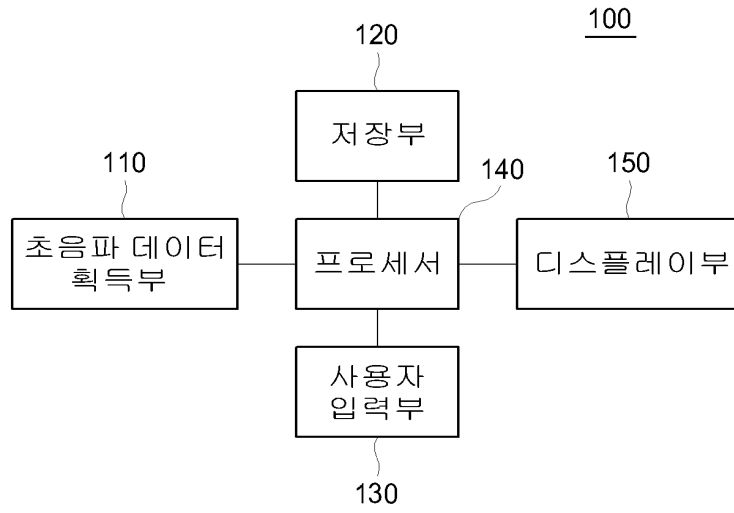 100
120
저장부
110
140
150
초음파 데이터
획득부
프로세서
디스플레이부
사용자
입력부
130